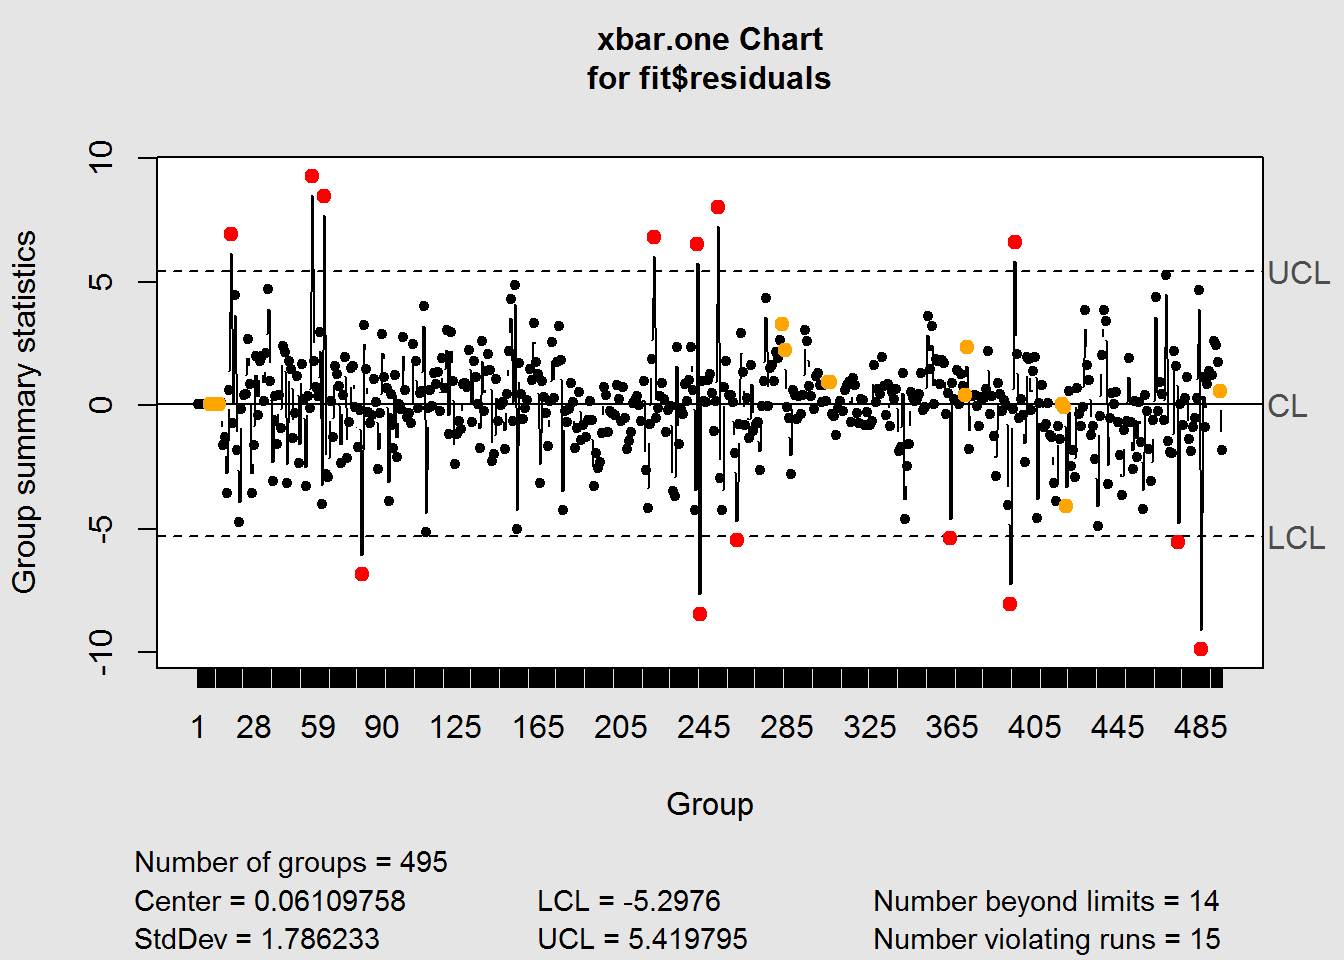 xbar.one Chart
for fit$residuals
Group summary statistics
10
5
0
-5
-10
UCL
CL
LCL
1 28 59 90 125 165 205 245 285 325 365 405 445 485
Group
Number of groups = 495
Center = 0.06109758 LCL = -5.2976 Number beyond limits = 14
StdDev = 1.786233 UCL = 5.419795 Number violating runs = 15